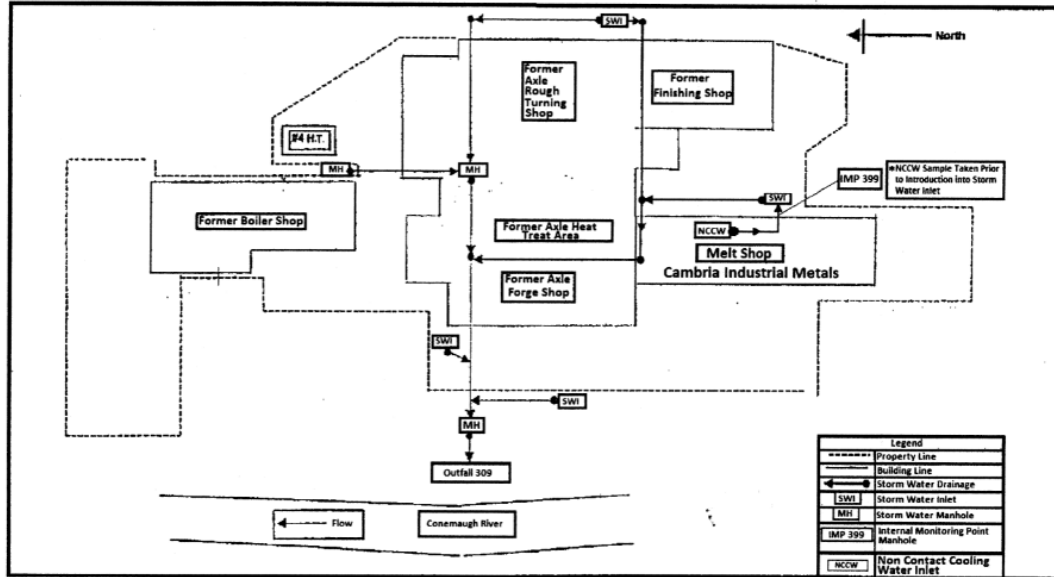 SWI
North
Former
Axle
Rough
Turning
Shop
Former
Finishing Shop
#4 H.T.
MH
MH
IMP 399
*NCCW Sample Taken Prior
to Introduction into Storm
Water Inlet
SWI
Former Boiler Shop
Former Axle Heat
Treat Area
NCCW
Melt Shop
Cambria Industrial Metals
Former Axle
Forge Shop
SWI
SWI
MH
Outfall 309
Flow
Conemaugh River
Legend
Property Line
Building Line
Storm Water Drainage
SWI Storm Water Inlet
MH Storm Water Manhole
IMP 399 Internal Monitoring Point
Manhole
NCCW Non Contact Cooling
Water Inlet